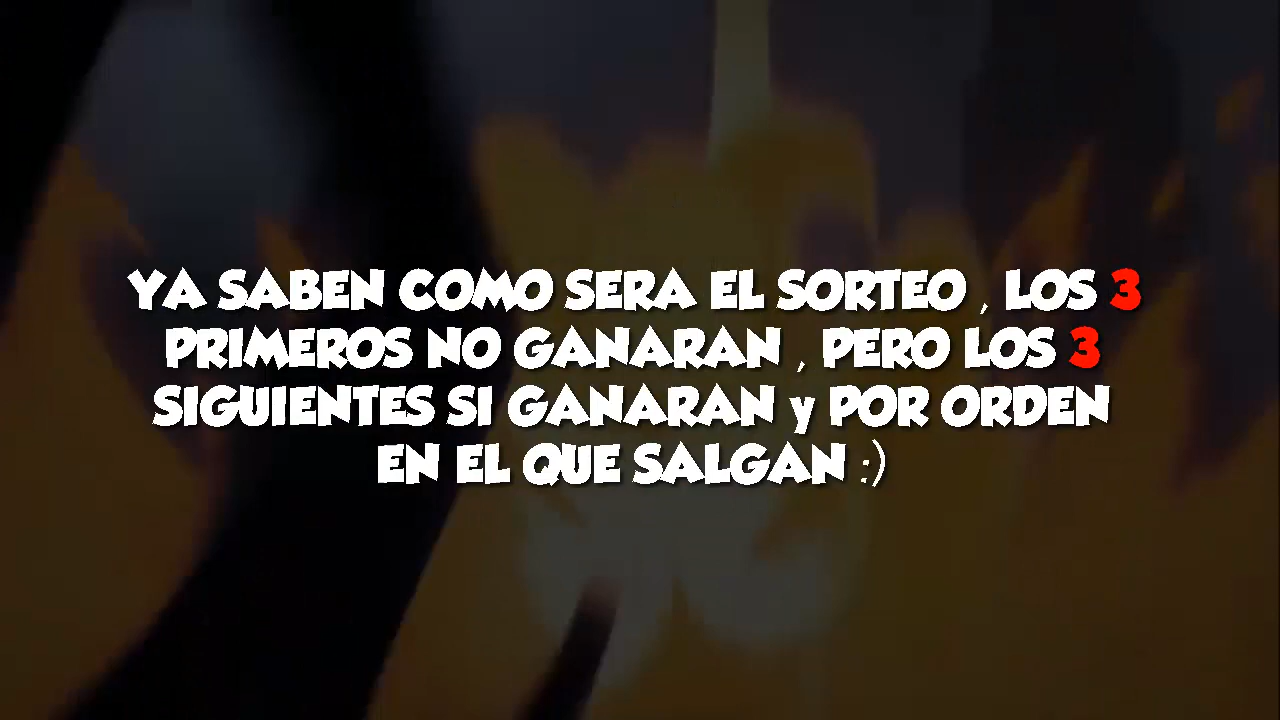 YA SABEN COMO SERA EL SORTEO , LOS 3
PRIMEROS NO GANARAN , PERO LOS 3
SIGUIENTES SI GANARAN y POR ORDEN
EN EL QUE SALGAN :)